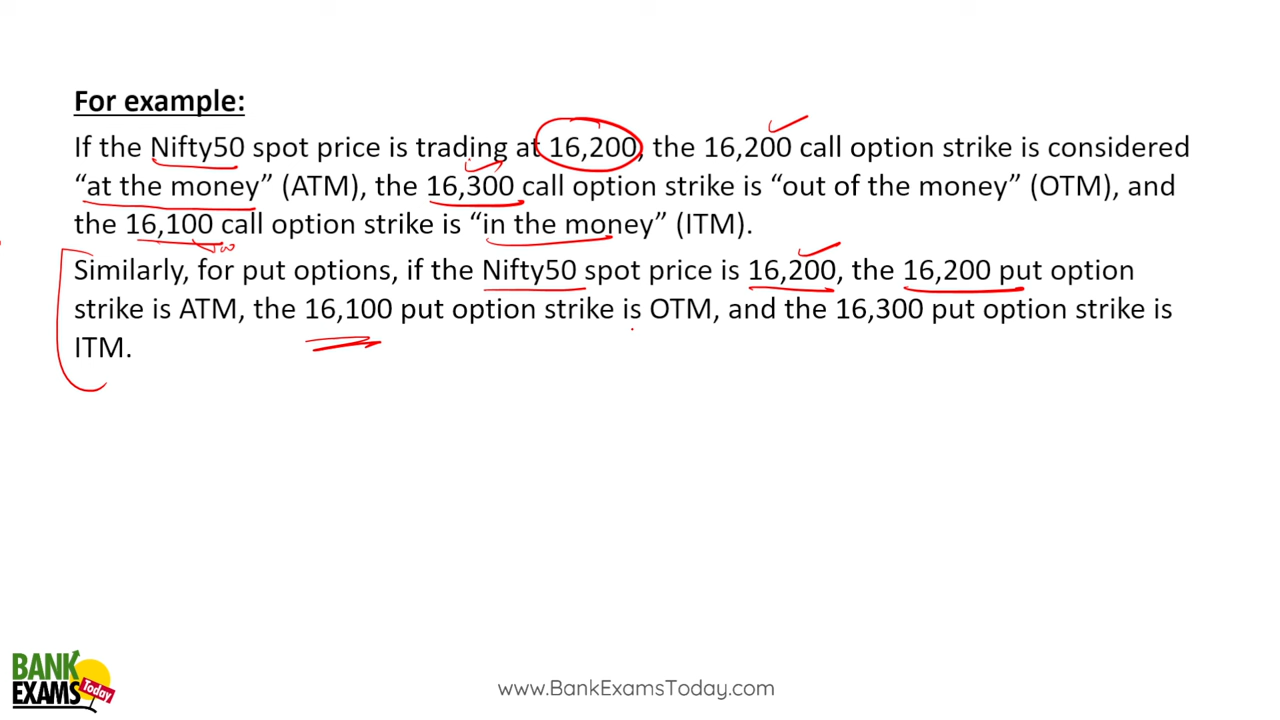 For example:
If the Nifty50 spot price is trading at 16,200, the 16,200 call option strike is considered
“at the money” (ATM), the 16,300 call option strike is “out of the money” (OTM), and
the 16,100 call option strike is “in the money” (ITM).
Similarly, for put options, if the Nifty50 spot price is 16,200, the 16,200 put option
strike is ATM, the 16,100 put option strike is OTM, and the 16,300 put option strike is
ITM.
BANK
EXAMS Today
www.BankExamsToday.com